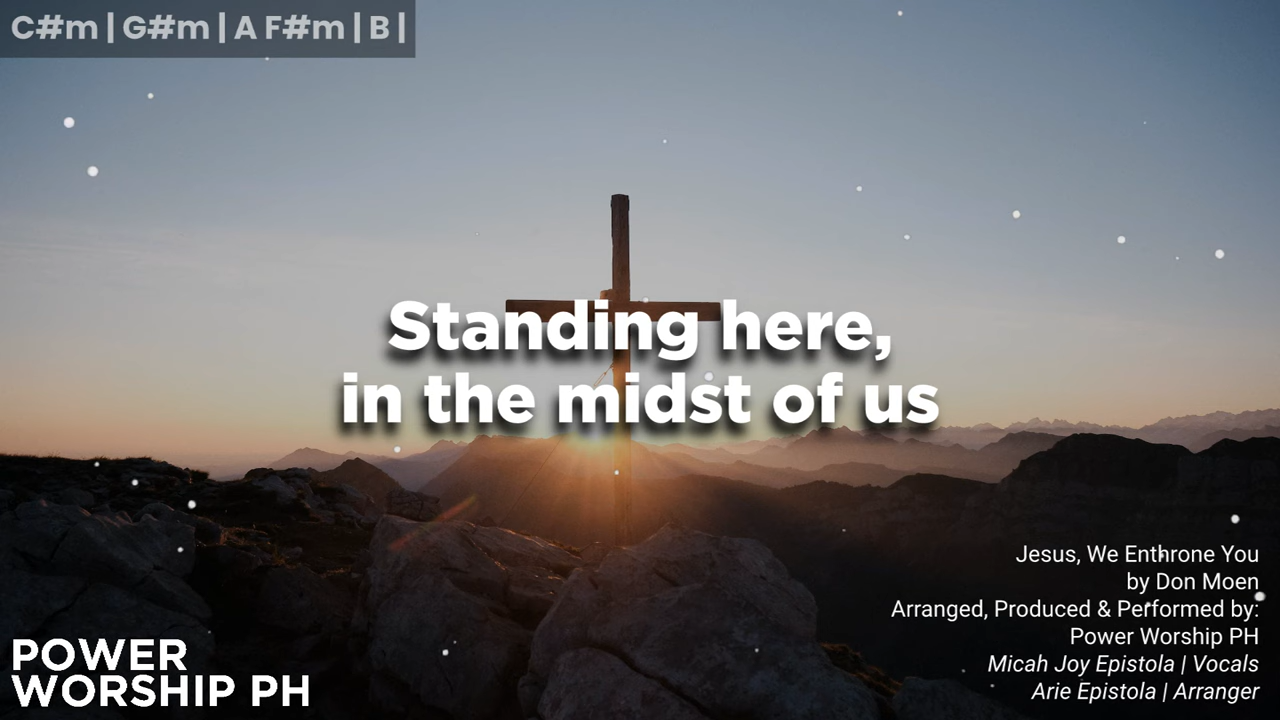 C#m | G#m | A F#m | B |
Standing here,
in the midst of us
Jesus, We Enthrone You
by Don Moen
Arranged, Produced & Performed by:
Power Worship PH
Micah Joy Epistola | Vocals
Arie Epistola | Arranger
POWER
WORSHIP PH